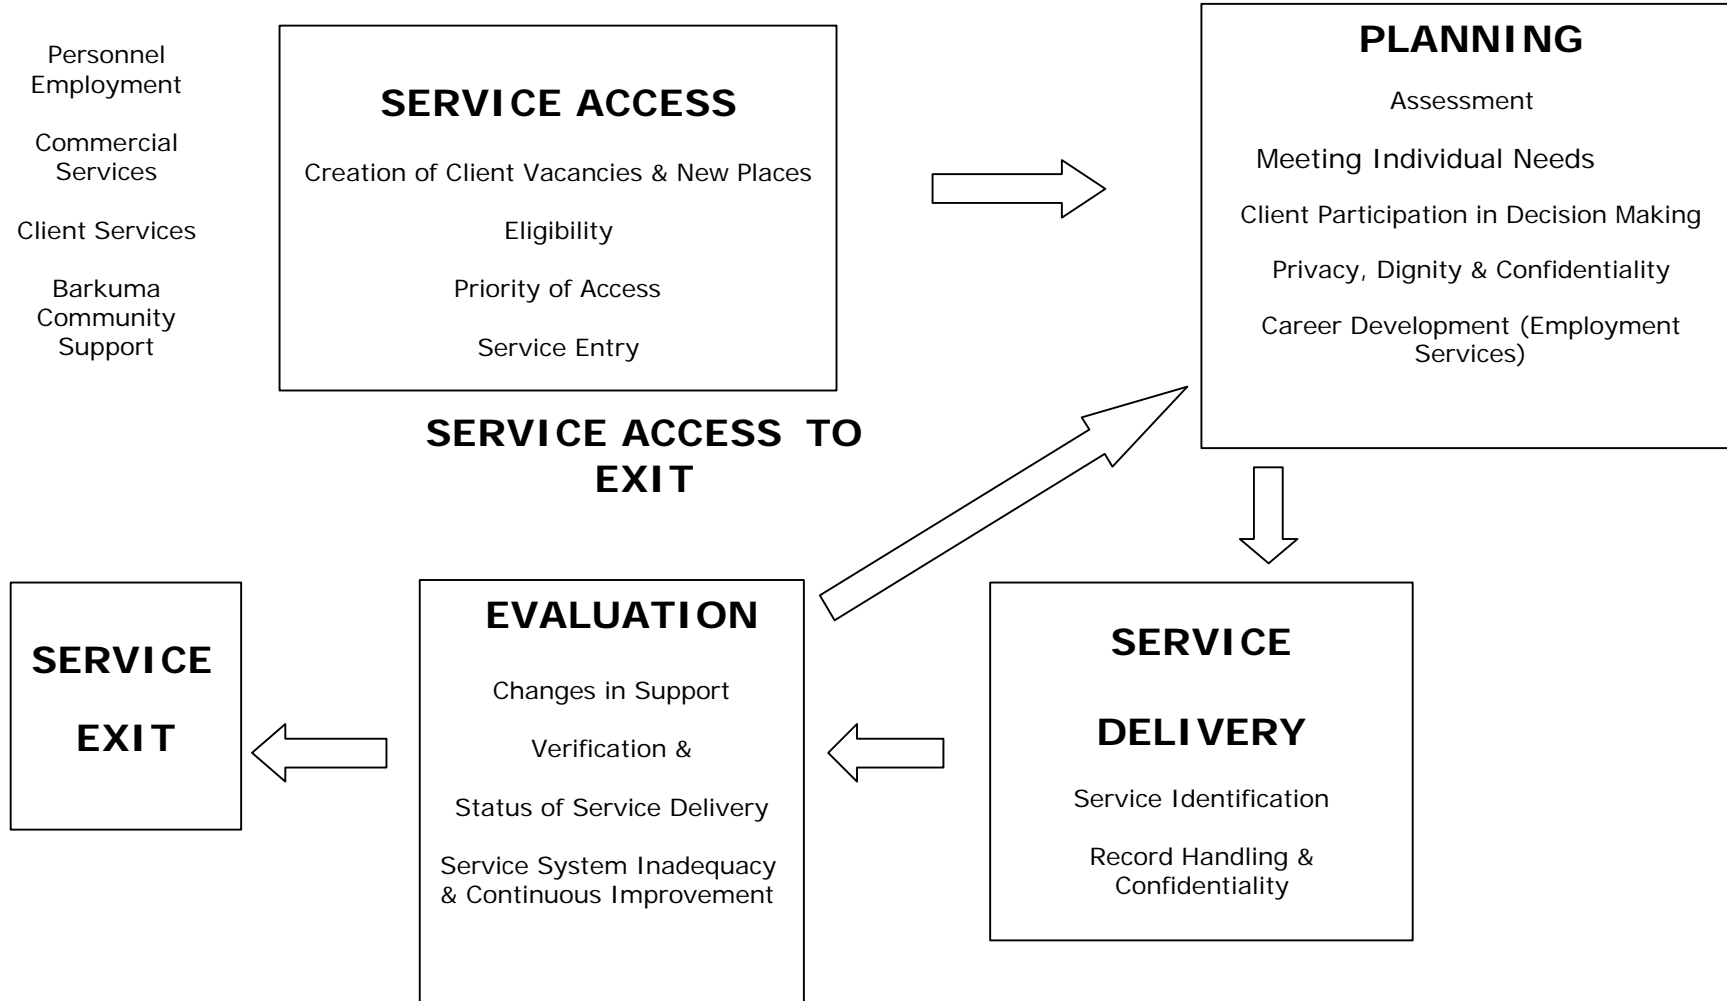 Personnel
Employment
Commercial
Services
Client Services
Barkuma
Community
Support
SERVICE ACCESS
Creation of Client Vacancies & New Places
Eligibility
Priority of Access
Service Entry
PLANNING
Assessment
Meeting Individual Needs
Client Participation in Decision Making
Privacy, Dignity & Confidentiality
Career Development (Employment
Services)
SERVICE ACCESS TO
EXIT
SERVICE
EXIT
EVALUATION
Changes in Support
Verification &
Status of Service Delivery
Service System Inadequacy
& Continuous Improvement
SERVICE
DELIVERY
Service Identification
Record Handling &
Confidentiality